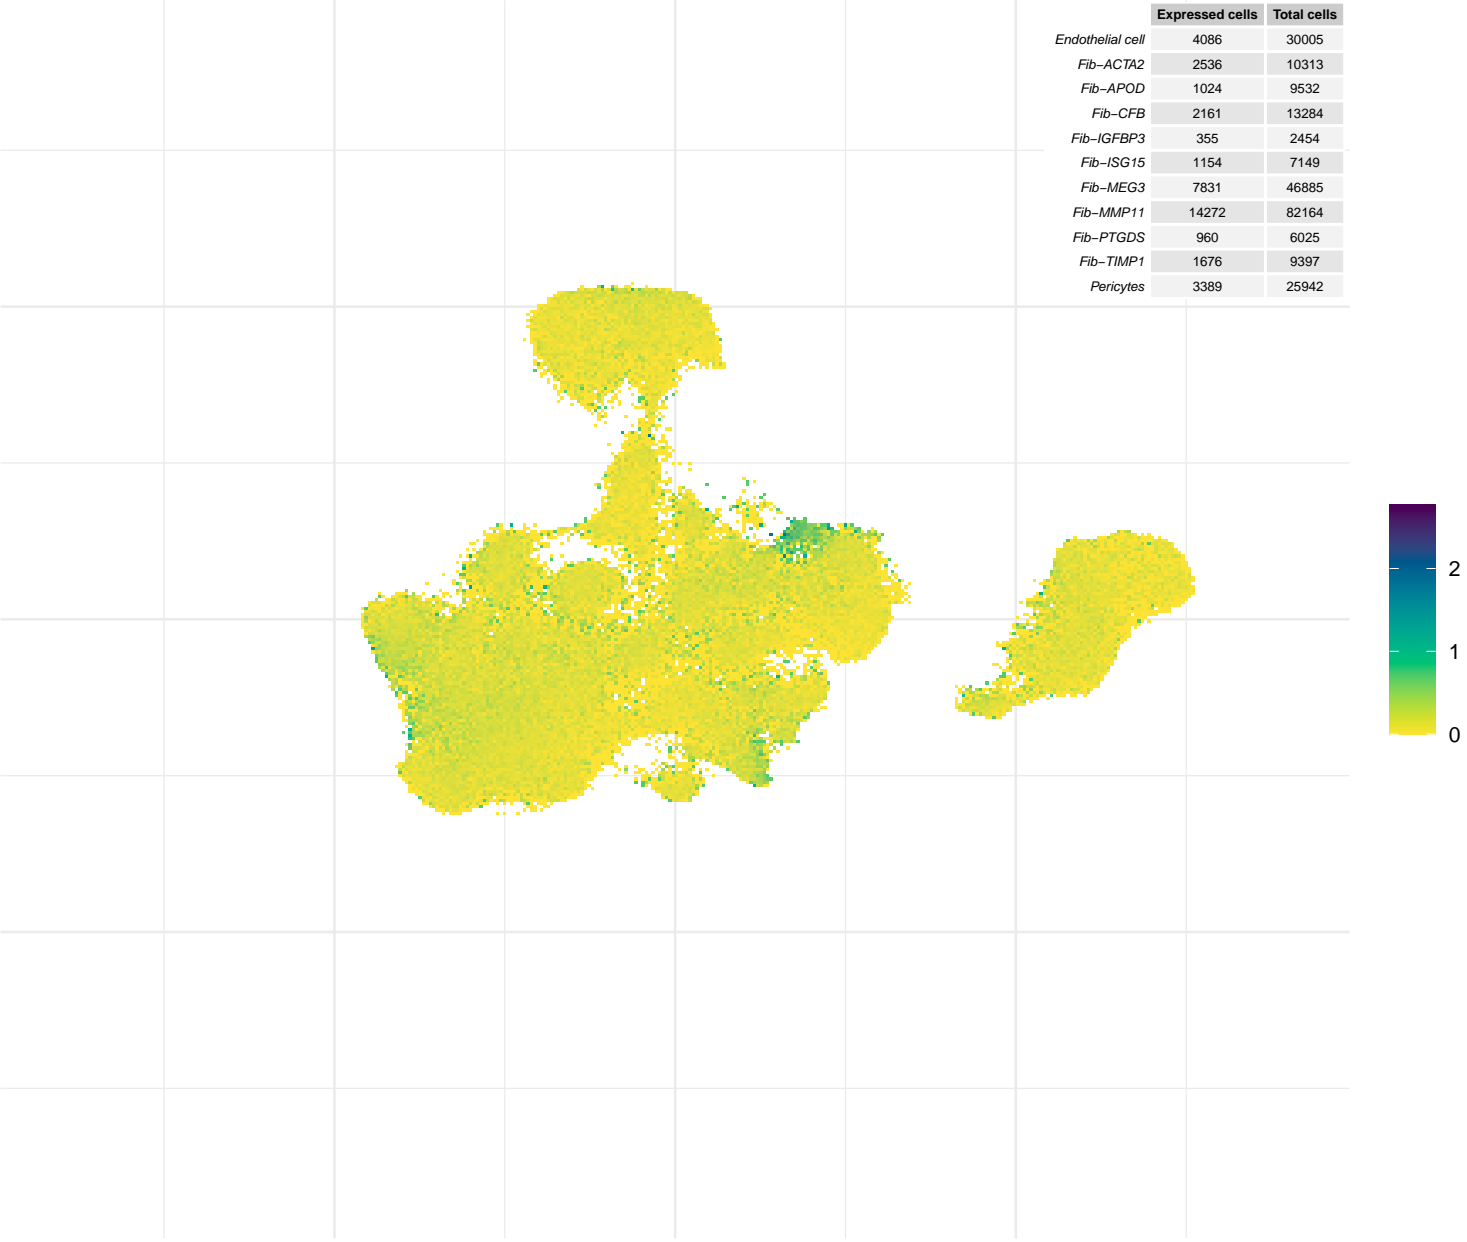 Expressed cells Total cells
Endothelial cell 4086 30005
Fib−ACTA2 2536 10313
Fib−APOD 1024 9532
Fib−CFB 2161 13284
Fib−IGFBP3 355 2454
Fib−ISG15 1154 7149
Fib−MEG3 7831 46885
Fib−MMP11 14272 82164
Fib−PTGDS 960 6025
Fib−TIMP1 1676 9397
Pericytes 3389 25942
2
1
0